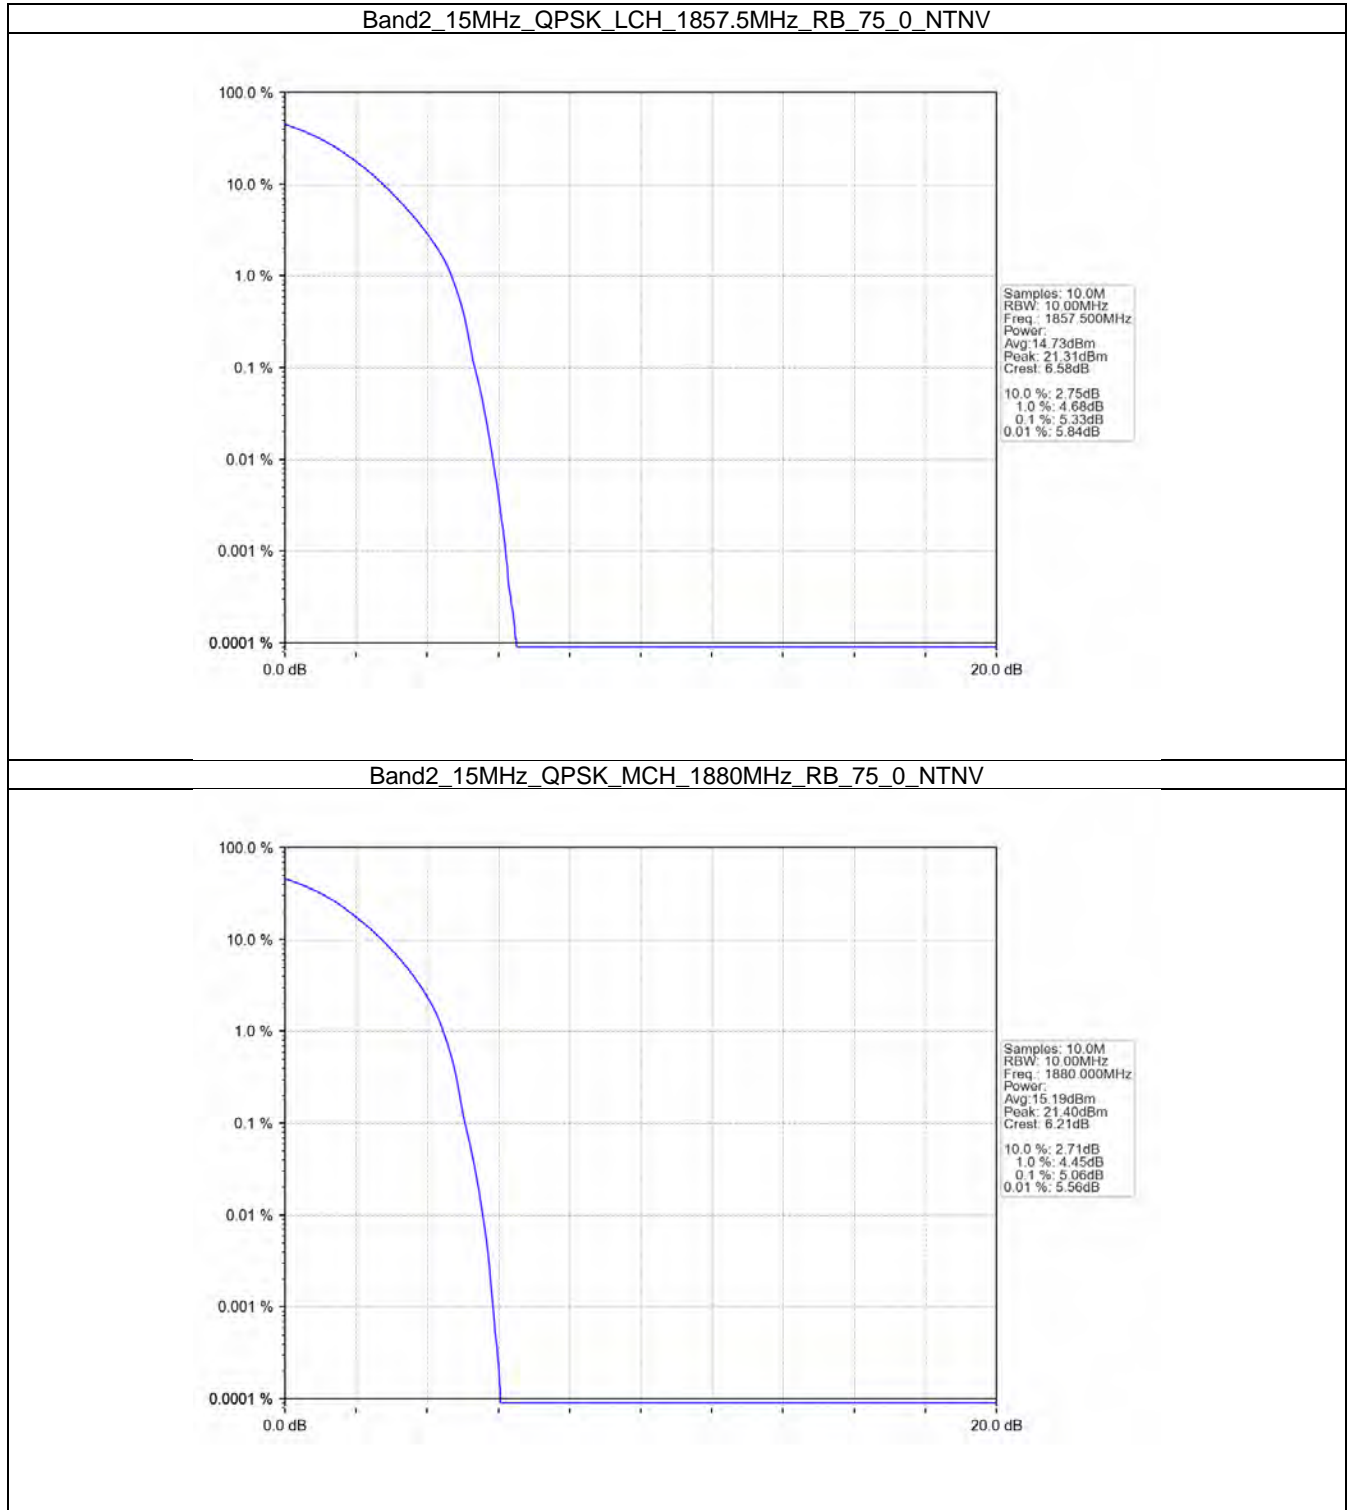 Band2_15MHz_QPSK_LCH_1857.5MHz_RB_75_0_NTNV
100.0 %
10.0 %
1.0 %
0.1 %
0.01 %
0.001 %
0.0001 %
0.0 dB
20.0 dB
Samples: 10.0M
RBW: 10.00MHz
Freq.: 1857.500MHz
Power:
Avg:14.73dBm
Peak: 21.31dBm
Crest: 6.58dB
10.0 %: 2.75dB
1.0 %: 4.68dB
0.1 %: 5.33dB
0.01 %: 5.84dB
Band2_15MHz_QPSK_MCH_1880MHz_RB_75_0_NTNV
100.0 %
10.0 %
1.0 %
0.1 %
0.01 %
0.001 %
0.0001 %
0.0 dB
20.0 dB
Samples: 10.0M
RBW: 10.00MHz
Freq.: 1880.000MHz
Power:
Avg:15.19dBm
Peak: 21.40dBm
Crest: 6.21dB
10.0 %: 2.71dB
1.0 %: 4.45dB
0.1 %: 5.06dB
0.01 %: 5.56dB